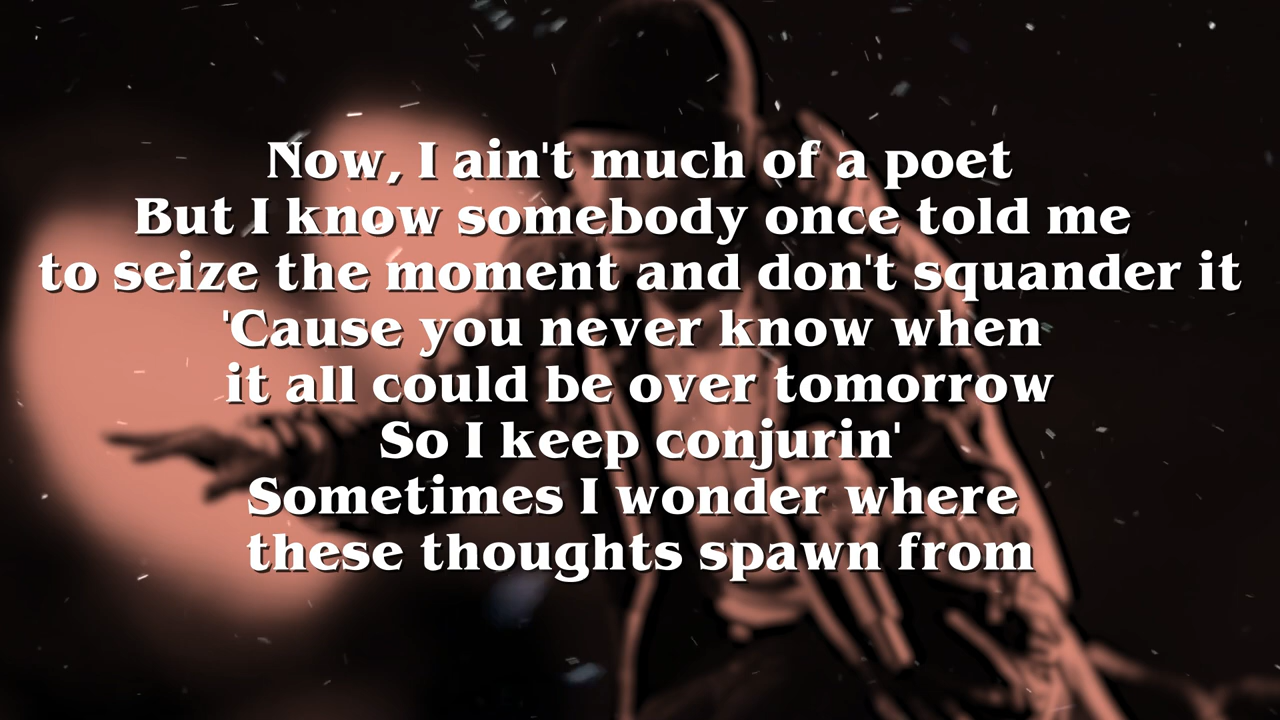 Now, I ain't much of a poet
But I know somebody once told me
to seize the moment and don't squander it
'Cause you never know when
it all could be over tomorrow
So I keep conjurin'
Sometimes I wonder where
these thoughts spawn from